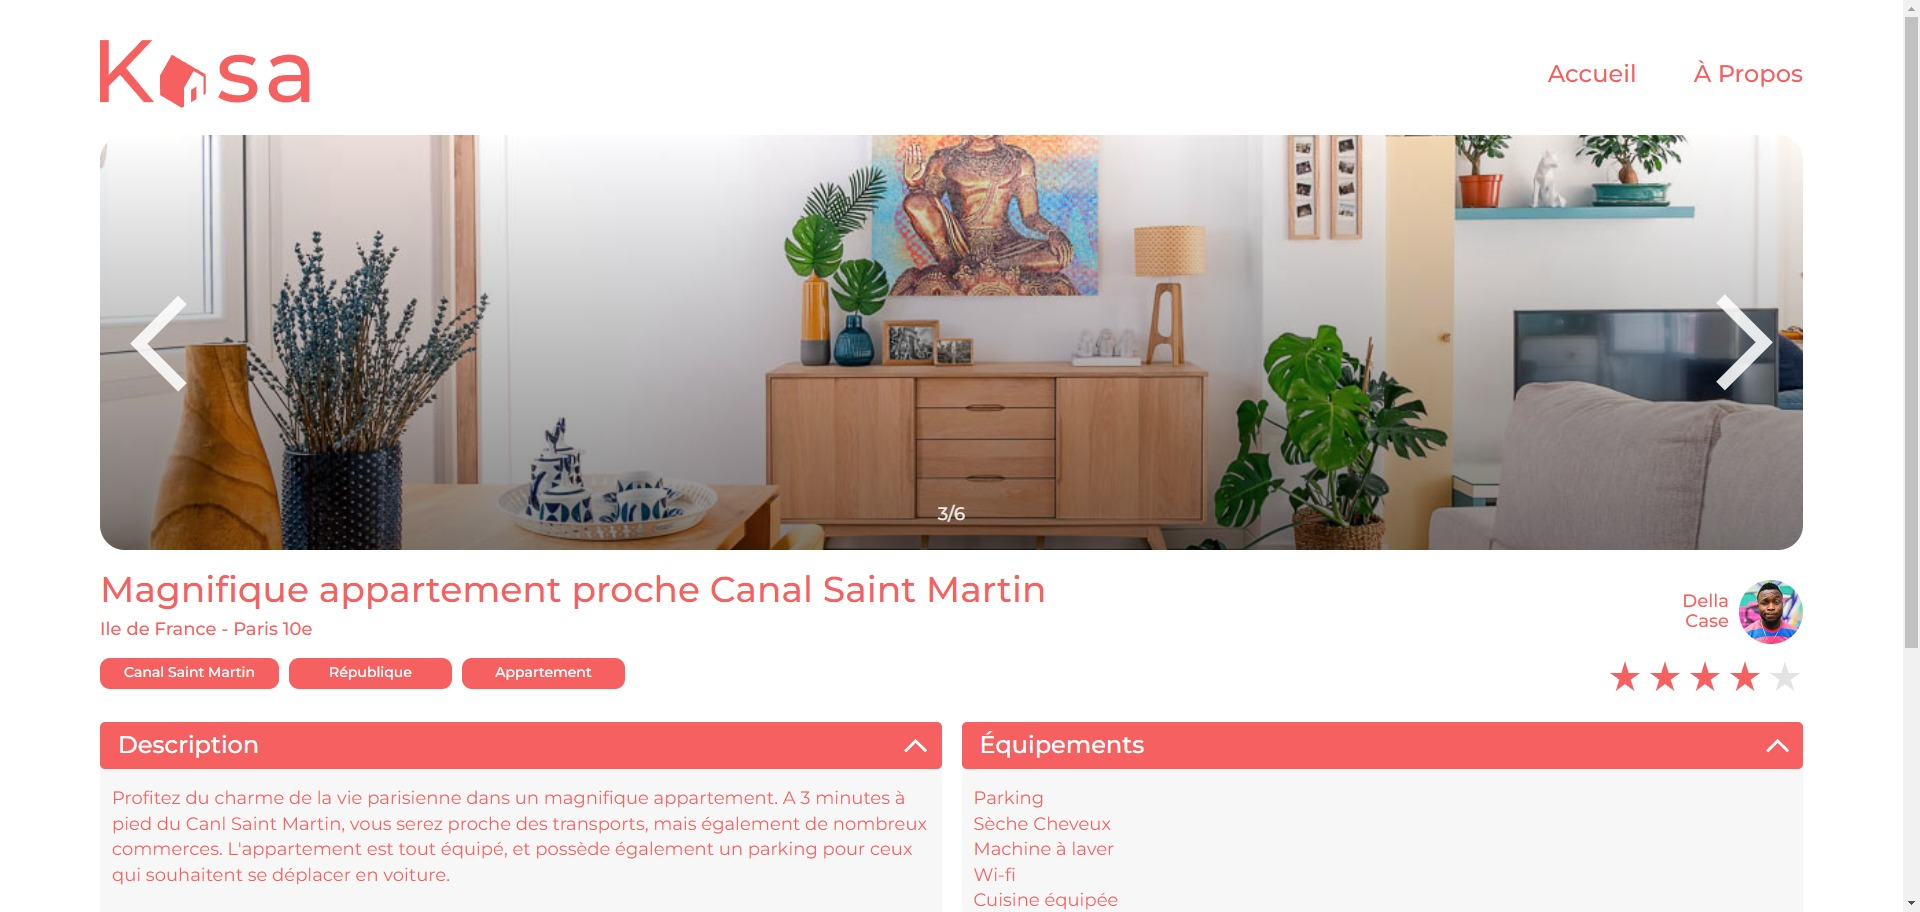 Kasa
Accueil
À Propos
3/6
Magnifique appartement proche Canal Saint Martin
Ile de France - Paris 10e
Della
Case
Canal Saint Martin
République
Appartement
Description
Profitez du charme de la vie parisienne dans un magnifique appartement. A 3 minutes à
pied du Canl Saint Martin, vous serez proche des transports, mais également de nombreux
commerces. L'appartement est tout équipé, et possède également un parking pour ceux
qui souhaitent se déplacer en voiture.
Équipements
Parking
Sèche Cheveux
Machine à laver
Wi-fi
Cuisine équipée